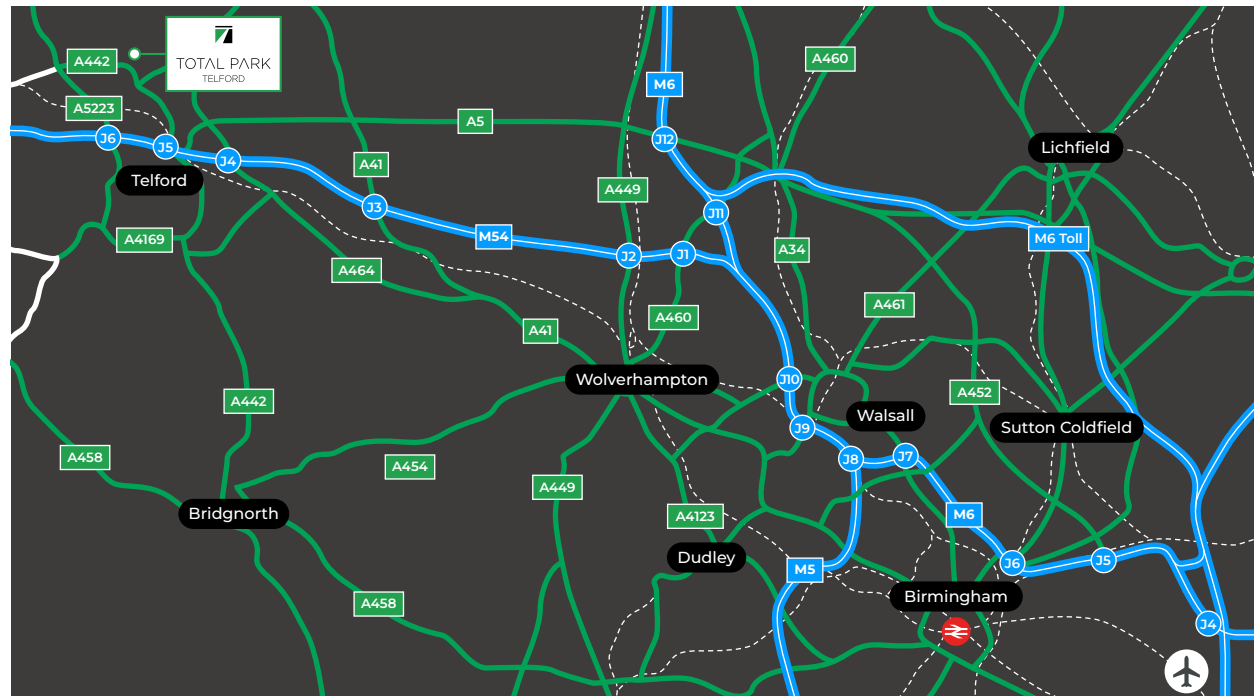 TOTAL PARK
TELFORD
A442
A460
M6
A5223
A5
J6
J5
J4
J12
A41
Lichfield
Telford
A449
J3
J11
A4169
M54
J2
J1
A34
M6 Toll
A464
A461
A460
A41
Wolverhampton
J10
A442
A452
Walsall
J9
Sutton Coldfield
A458
A454
J8
J7
A449
Bridgnorth
A4123
M6
Dudley
M5
J6
J5
Birmingham
A458
J4